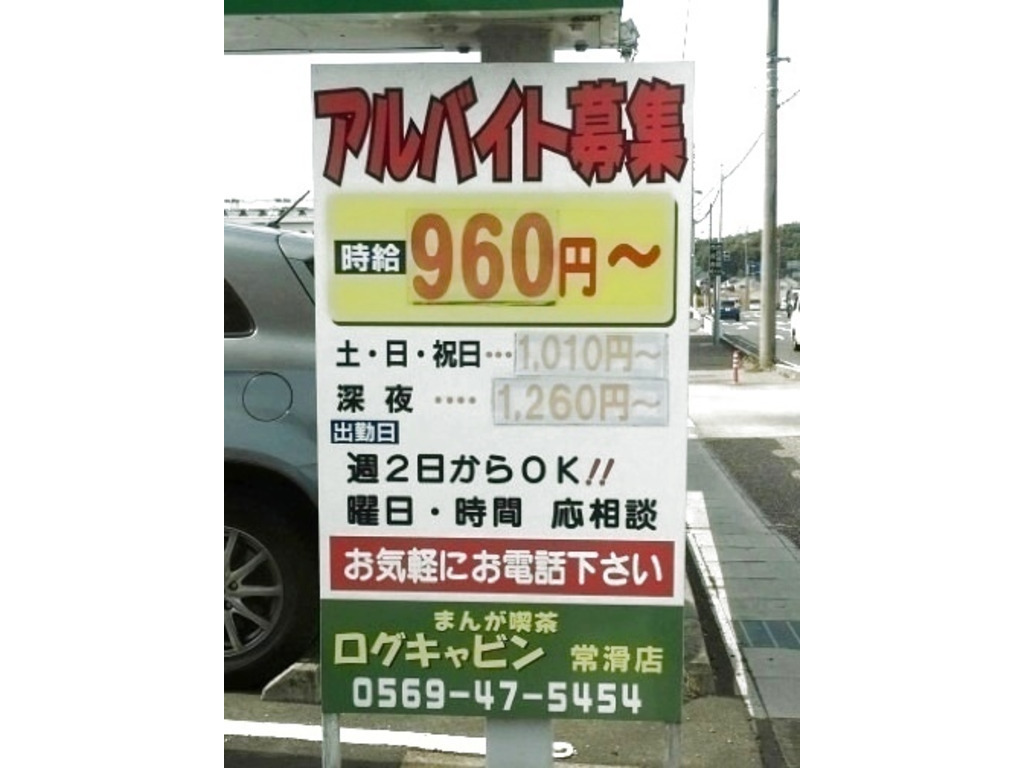 アルバイト募集
時給 960円～
土・日・祝日…1,010円～
深夜 ‥‥ 1,260円～
出勤日
週2日からOK!!
曜日・時間 応相談
お気軽にお電話下さい
まんが喫茶
ログキャビン 常滑店
0569-47-5454